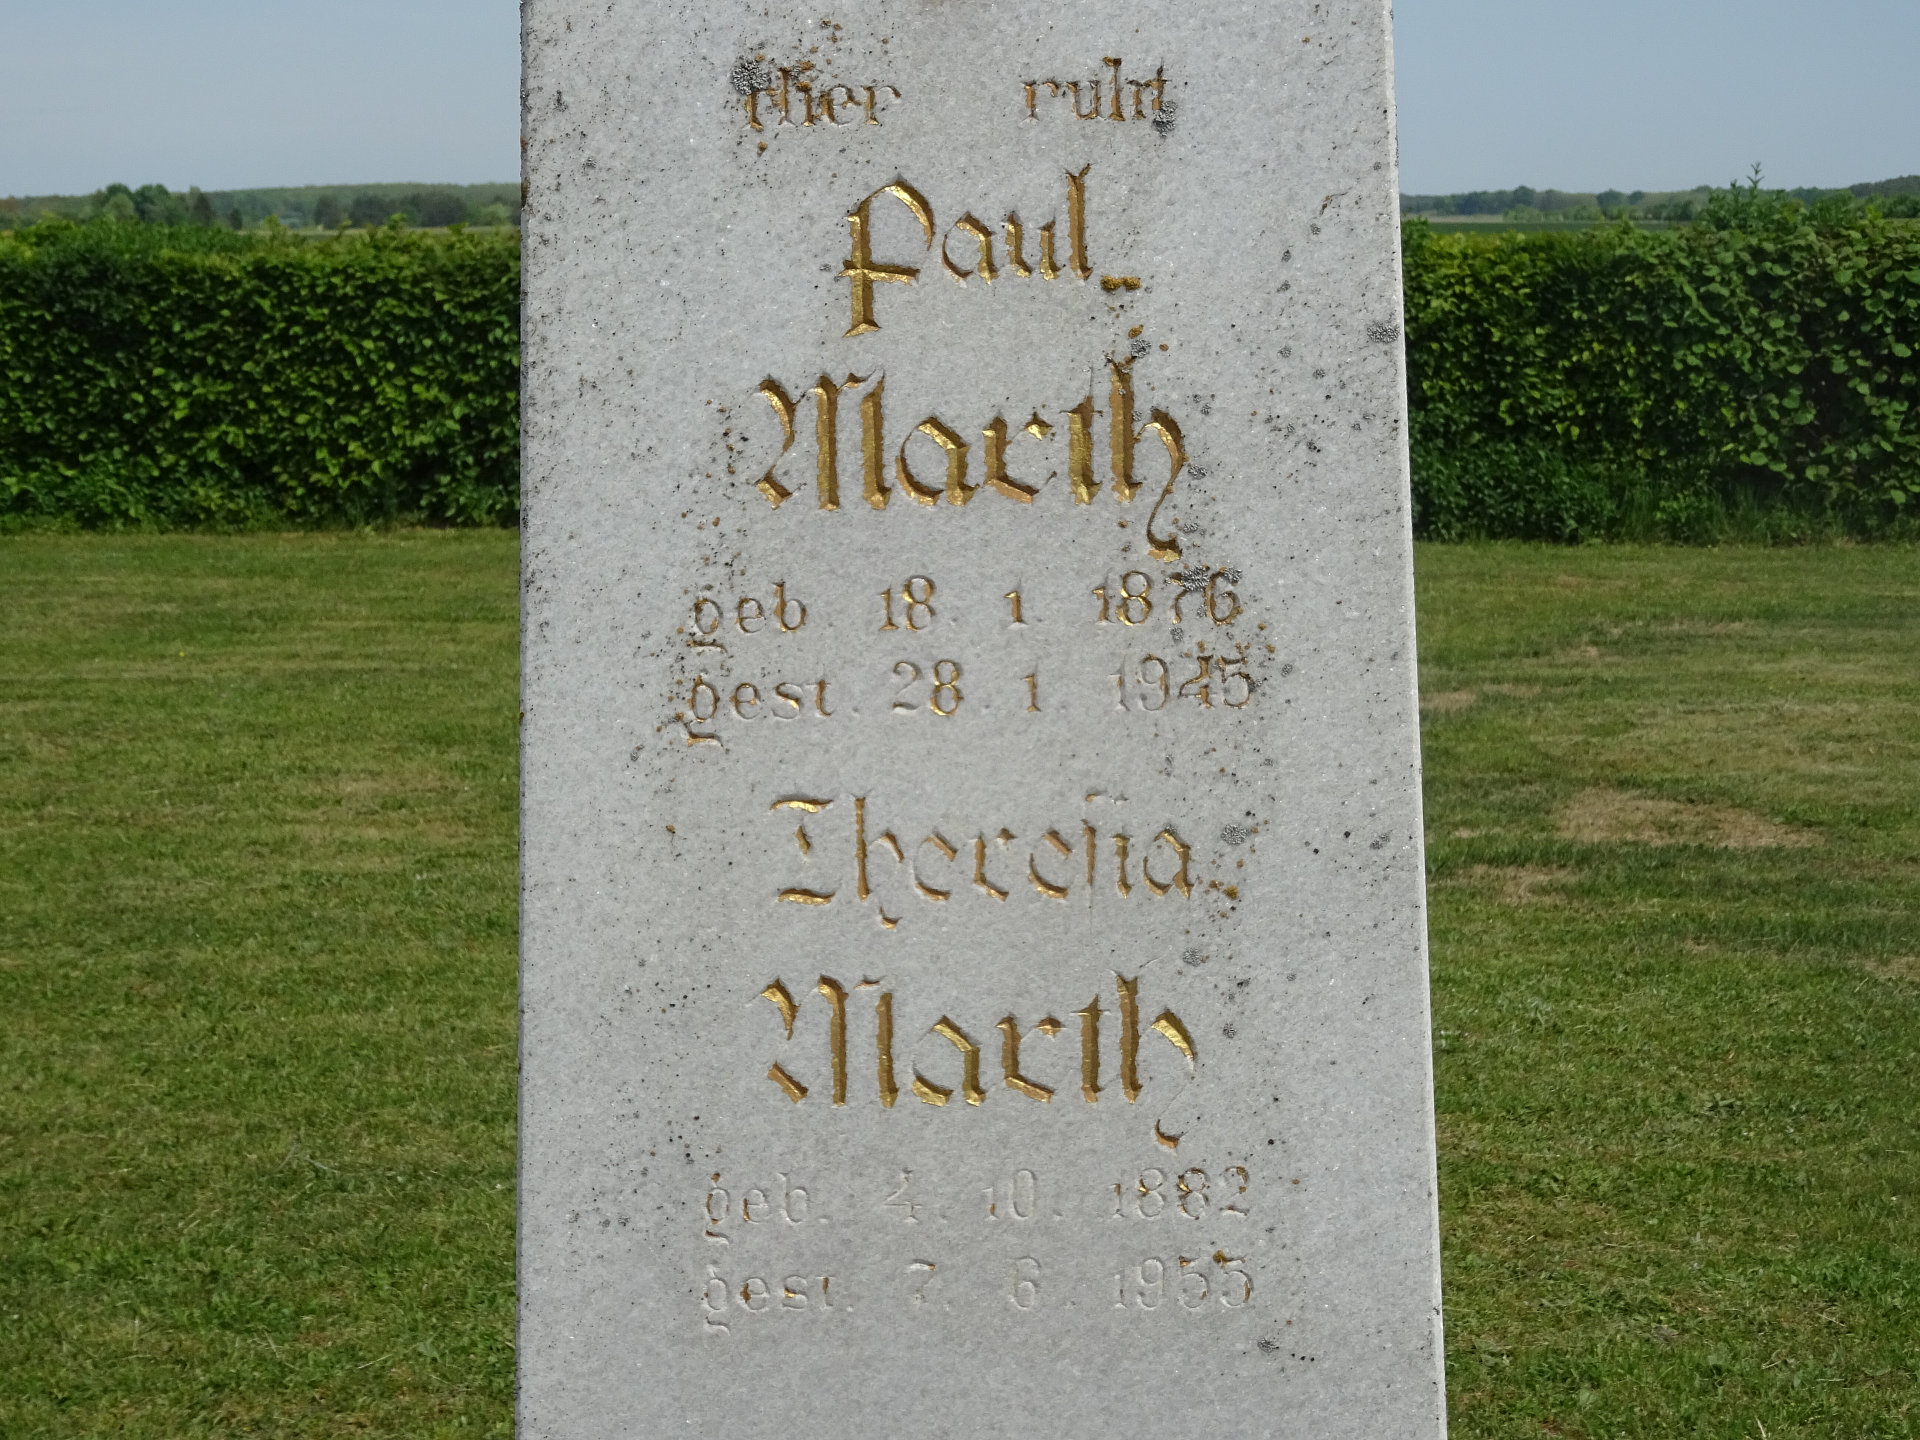 Hier ruht
Paul
Marth
geb. 18. 1. 1876
gest. 28. 1. 1945
Theresia
Marth
geb. 4. 10. 1882
gest. 7. 6. 1955